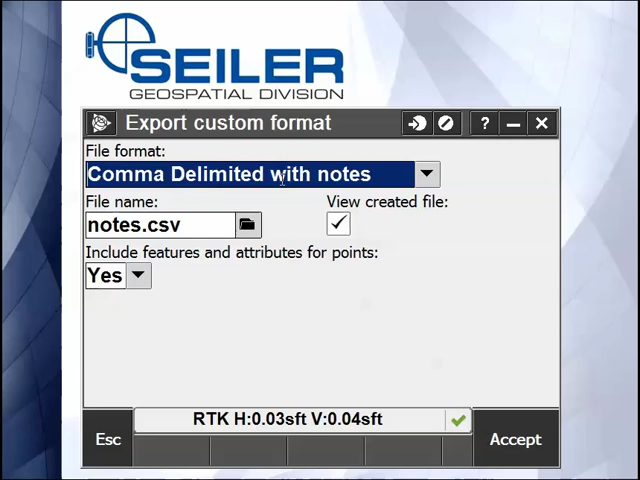 SEILER
GEOSPATIAL DIVISION
Export custom format
?
File format:
Comma Delimited with notes
File name:
View created file:
notes.csv
Include features and attributes for points:
Yes
RTK H:0.03sft V:0.04sft
Esc
Accept